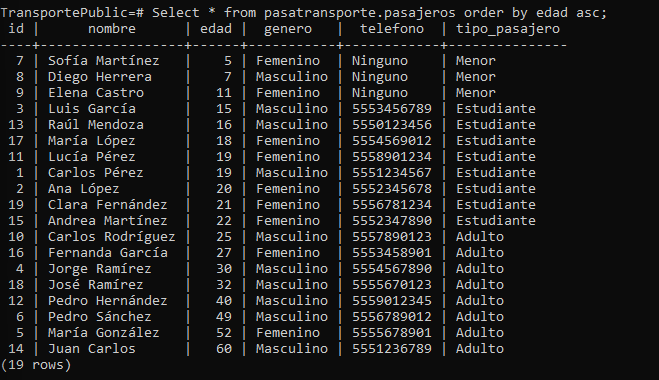 TransportePublic=# Select * from pasatransporte.pasajeros order by edad asc;
 id |      nombre      | edad |  genero   |  telefono  | tipo_pasajero
----+------------------+------+-----------+------------+---------------
  7 | Sofía Martínez   |    5 | Femenino  | Ninguno    | Menor
  8 | Diego Herrera    |    7 | Masculino | Ninguno    | Menor
  9 | Elena Castro     |   11 | Femenino  | Ninguno    | Menor
  3 | Luis García      |   15 | Masculino | 5553456789 | Estudiante
 13 | Raúl Mendoza     |   16 | Masculino | 5550123456 | Estudiante
 17 | María López      |   18 | Femenino  | 5554569012 | Estudiante
 11 | Lucía Pérez      |   19 | Femenino  | 5558901234 | Estudiante
  1 | Carlos Pérez     |   19 | Masculino | 5551234567 | Estudiante
  2 | Ana López        |   20 | Femenino  | 5552345678 | Estudiante
 19 | Clara Fernández  |   21 | Femenino  | 5556781234 | Estudiante
 15 | Andrea Martínez  |   22 | Femenino  | 5552347890 | Estudiante
 10 | Carlos Rodríguez |   25 | Masculino | 5557890123 | Adulto
 16 | Fernanda García  |   27 | Femenino  | 5553458901 | Adulto
  4 | Jorge Ramírez    |   30 | Masculino | 5554567890 | Adulto
 18 | José Ramírez     |   32 | Masculino | 5555670123 | Adulto
 12 | Pedro Hernández  |   40 | Masculino | 5559012345 | Adulto
  6 | Pedro Sánchez    |   49 | Masculino | 5556789012 | Adulto
  5 | María González   |   52 | Femenino  | 5555678901 | Adulto
 14 | Juan Carlos      |   60 | Masculino | 5551236789 | Adulto
(19 rows)